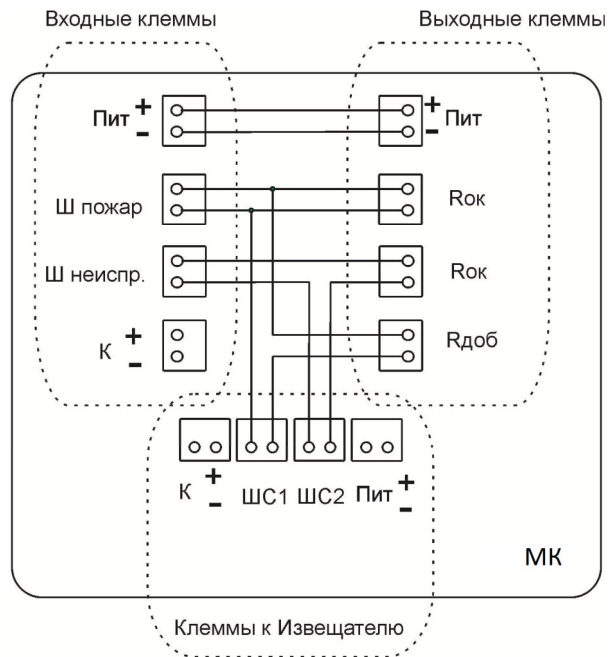 Входные клеммы
Выходные клеммы
Пит + -
+ - Пит
Ш пожар
Rок
Ш неиспр.
Rок
К + -
Rдоб
К + -
ШС1
ШС2
Пит + -
МК
Клеммы к Извещателю